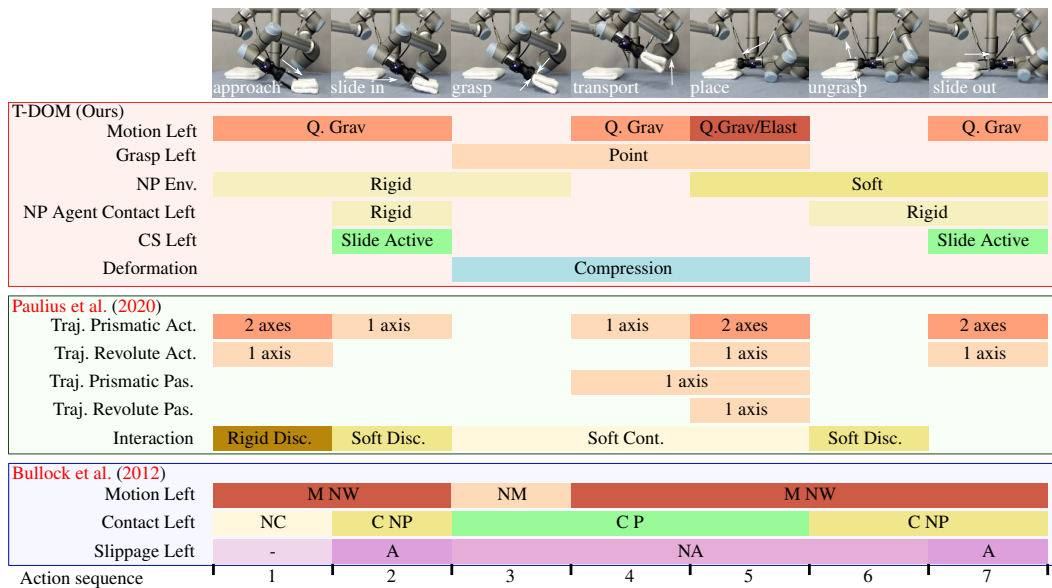 approach slide in grasp transport place ungrasp slide out
T-DOM (Ours)
Motion Left Q. Grav Q. Grav Q.Grav/Elast Q. Grav
Grasp Left Point
NP Env. Rigid Soft
NP Agent Contact Left Rigid Rigid
CS Left Slide Active Slide Active
Deformation Compression
Paulius et al. (2020)
Traj. Prismatic Act. 2 axes 1 axis 1 axis 2 axes 2 axes
Traj. Revolute Act. 1 axis 1 axis 1 axis
Traj. Prismatic Pas. 1 axis
Traj. Revolute Pas. 1 axis
Interaction Rigid Disc. Soft Disc. Soft Cont. Soft Disc.
Bullock et al. (2012)
Motion Left M NW NM M NW
Contact Left NC C NP C P C NP
Slippage Left - A NA A
Action sequence 1 2 3 4 5 6 7